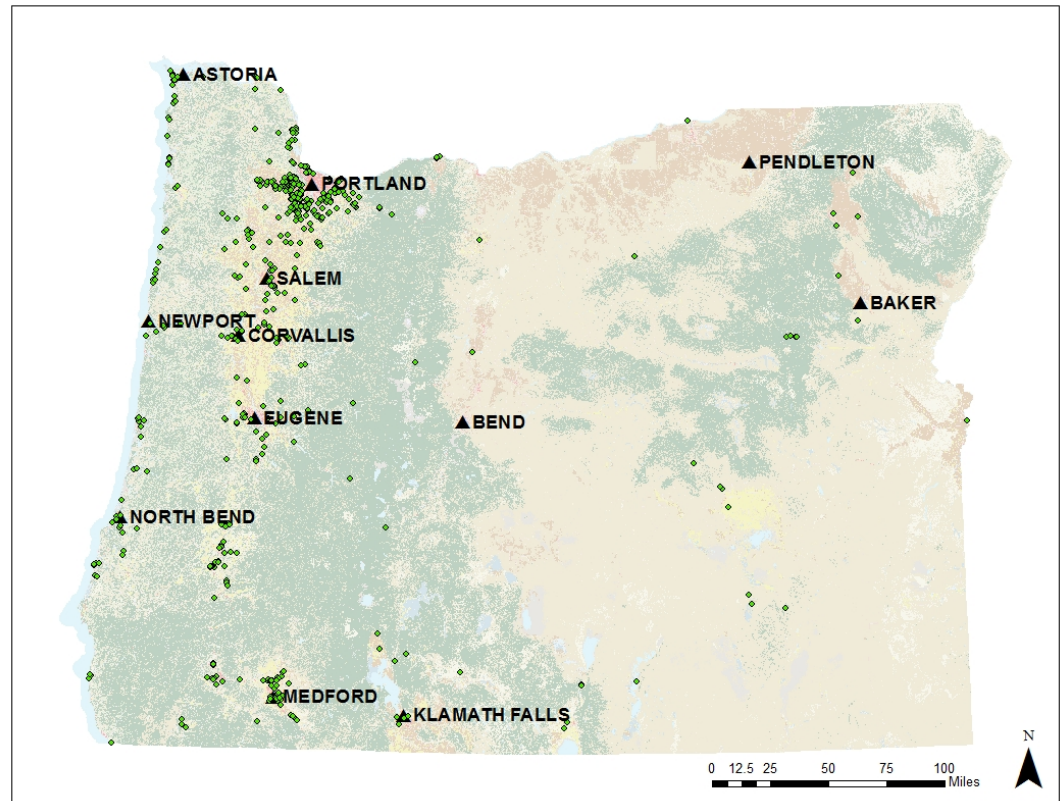 ASTORIA
PENDLETON
PORTLAND
SALEM
BAKER
NEWPORT
CORVALLIS
EUGENE
BEND
NORTH BEND
MEDFORD
KLAMATH FALLS
N
0 12.5 25 50 75 100
Miles